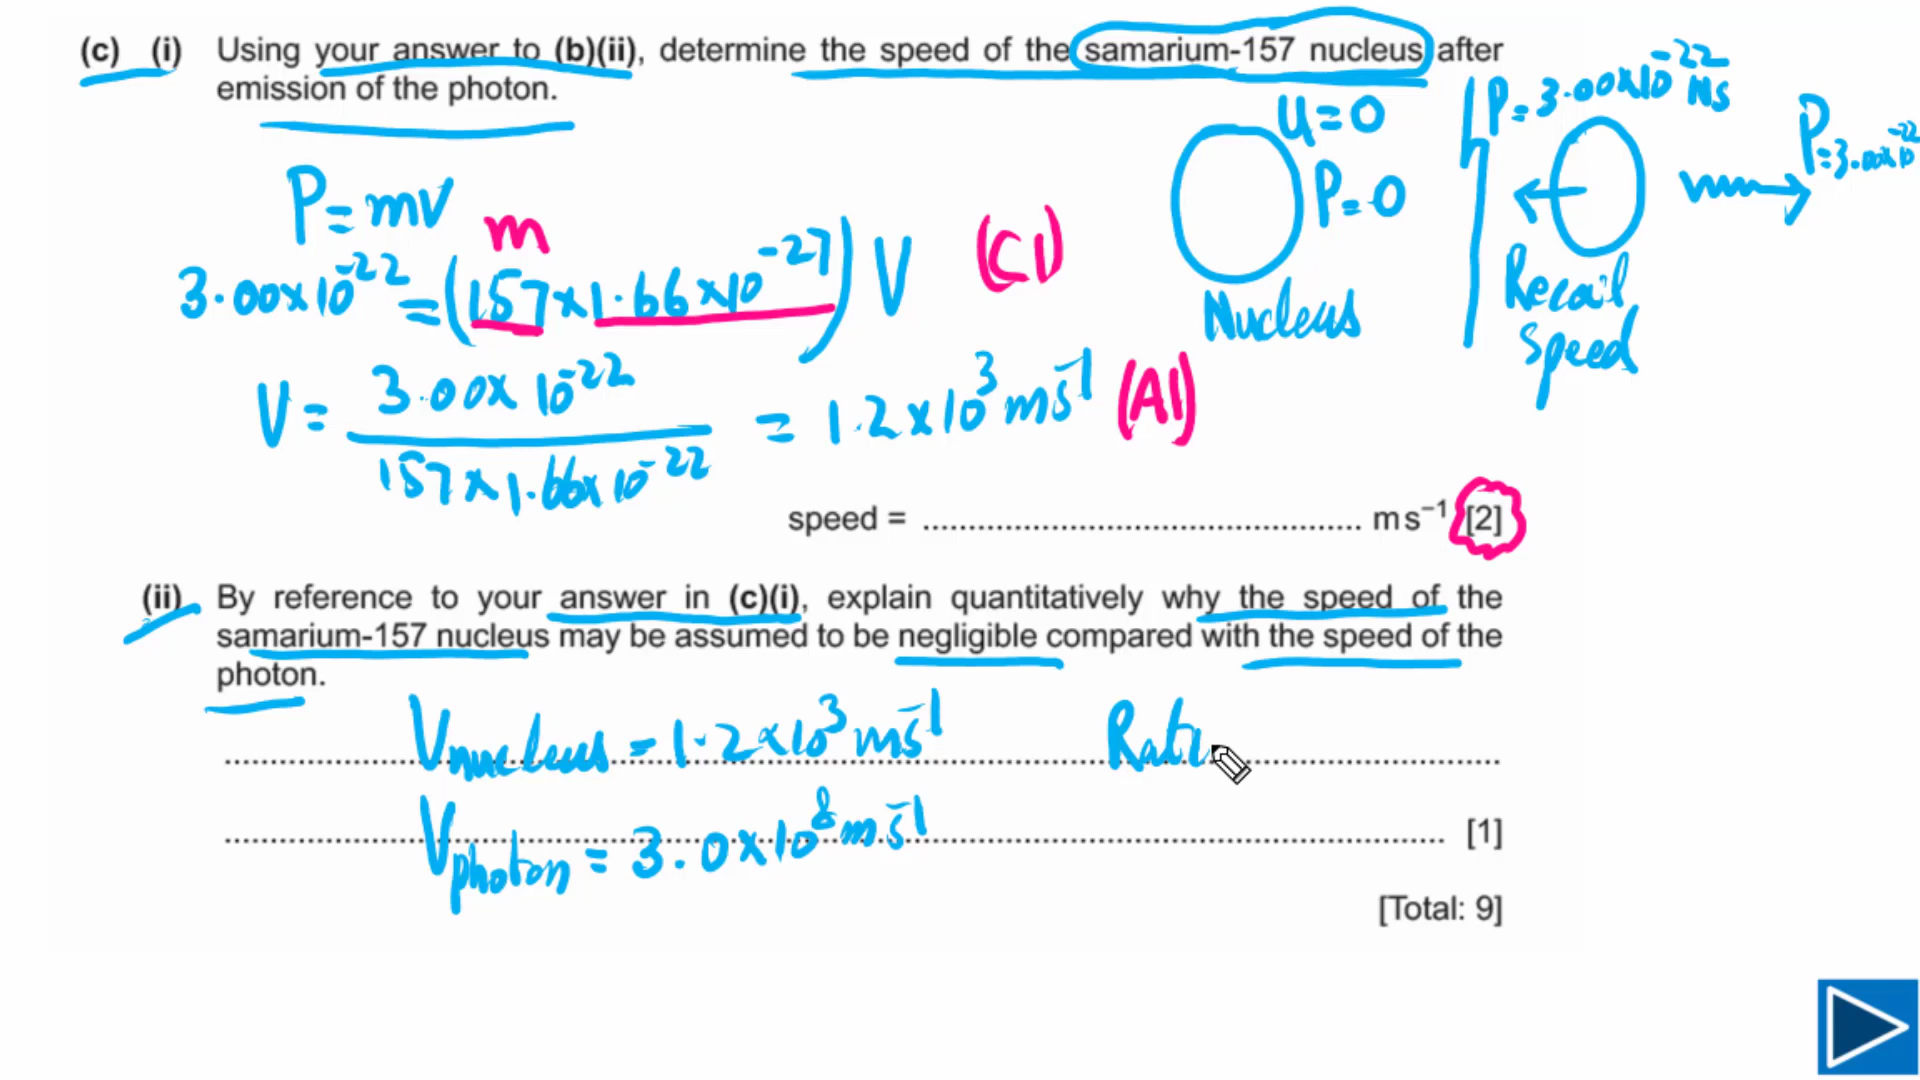 (c) (i) Using your answer to (b)(ii), determine the speed of the samarium-157 nucleus after
emission of the photon.
u=0
P=0
Nucleus
P=3.00×10⁻²² Ns
P=3.00×10⁻²²
Recoil
Speed
P=mv
m
3.00×10⁻²² = (157×1.66×10⁻²⁷) V (C1)
V = 3.00×10⁻²² / 157×1.66×10⁻²² = 1.2×10³ ms⁻¹ (A1)
speed = ................................................ m s⁻¹ [2]
(ii) By reference to your answer in (c)(i), explain quantitatively why the speed of the
samarium-157 nucleus may be assumed to be negligible compared with the speed of the
photon.
Vnucleus = 1.2×10³ ms⁻¹ Rati
Vphoton = 3.0×10⁸ ms⁻¹ [1]
[Total: 9]